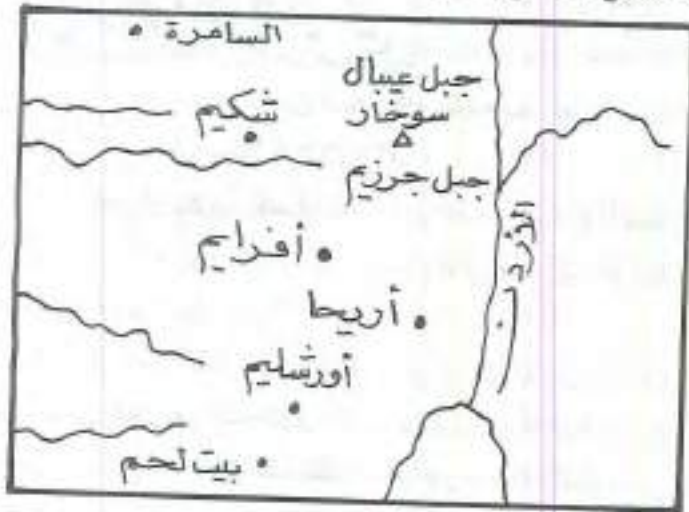 السامرة
جبل عيبال
شكيم
سوخار
جبل جرزيم
الأردن
أفرايم
أريحا
أورشليم
بيت لحم